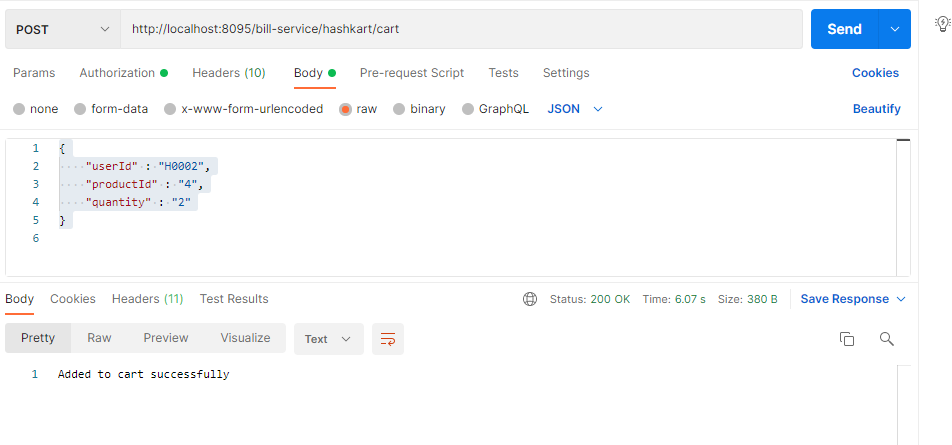 POST http://localhost:8095/bill-service/hashkart/cart Send
Params Authorization Headers (10) Body Pre-request Script Tests Settings Cookies
none form-data x-www-form-urlencoded raw binary GraphQL JSON Beautify
1 {
2 "userId" : "H0002",
3 "productId" : "4",
4 "quantity" : "2"
5 }
6
Body Cookies Headers (11) Test Results Status: 200 OK Time: 6.07 s Size: 380 B Save Response
Pretty Raw Preview Visualize Text
1 Added to cart successfully